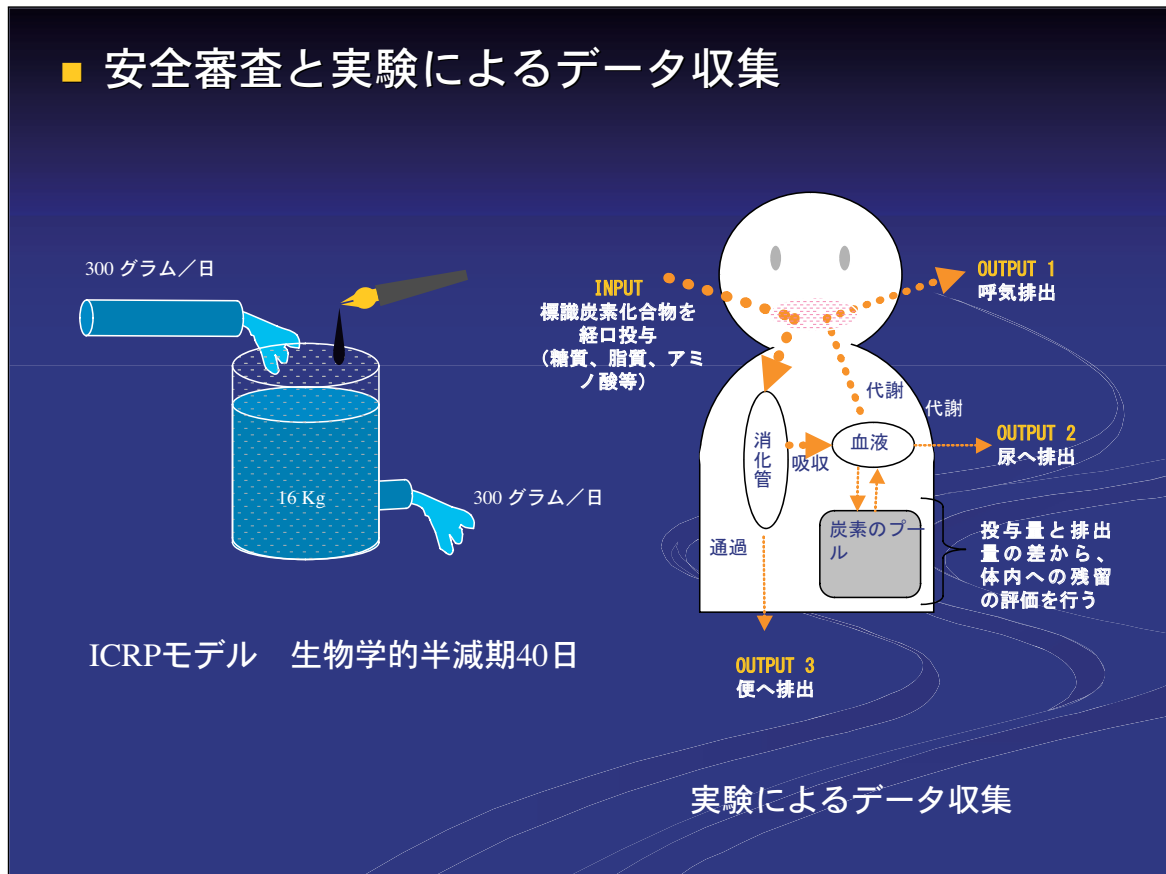 安全審査と実験によるデータ収集
300 グラム／日
16 Kg
300 グラム／日
ICRPモデル　生物学的半減期40日
INPUT
標識炭素化合物を
経口投与
（糖質、脂質、アミ
ノ酸等）
OUTPUT 1
呼気排出
代謝
代謝
消
化
管
吸収
血液
OUTPUT 2
尿へ排出
炭素のプー
ル
通過
投与量と排出
量の差から、
体内への残留
の評価を行う
OUTPUT 3
便へ排出
実験によるデータ収集